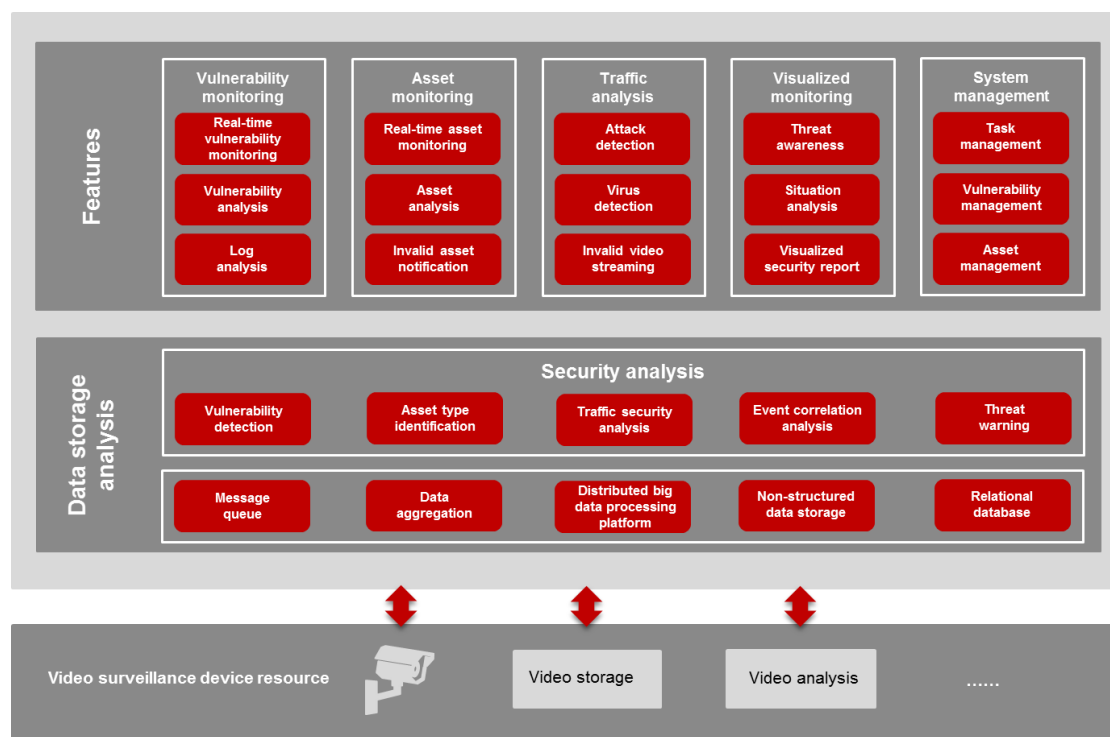 Features
Vulnerability
monitoring
Real-time
vulnerability
monitoring
Vulnerability
analysis
Log
analysis
Asset
monitoring
Real-time asset
monitoring
Asset
analysis
Invalid asset
notification
Traffic
analysis
Attack
detection
Virus
detection
Invalid video
streaming
Visualized
monitoring
Threat
awareness
Situation
analysis
Visualized
security report
System
management
Task
management
Vulnerability
management
Asset
management
Data storage
analysis
Security analysis
Vulnerability
detection
Asset type
identification
Traffic security
analysis
Event correlation
analysis
Threat
warning
Message
queue
Data
aggregation
Distributed big
data processing
platform
Non-structured
data storage
Relational
database
Video surveillance device resource
Video storage
Video analysis
......